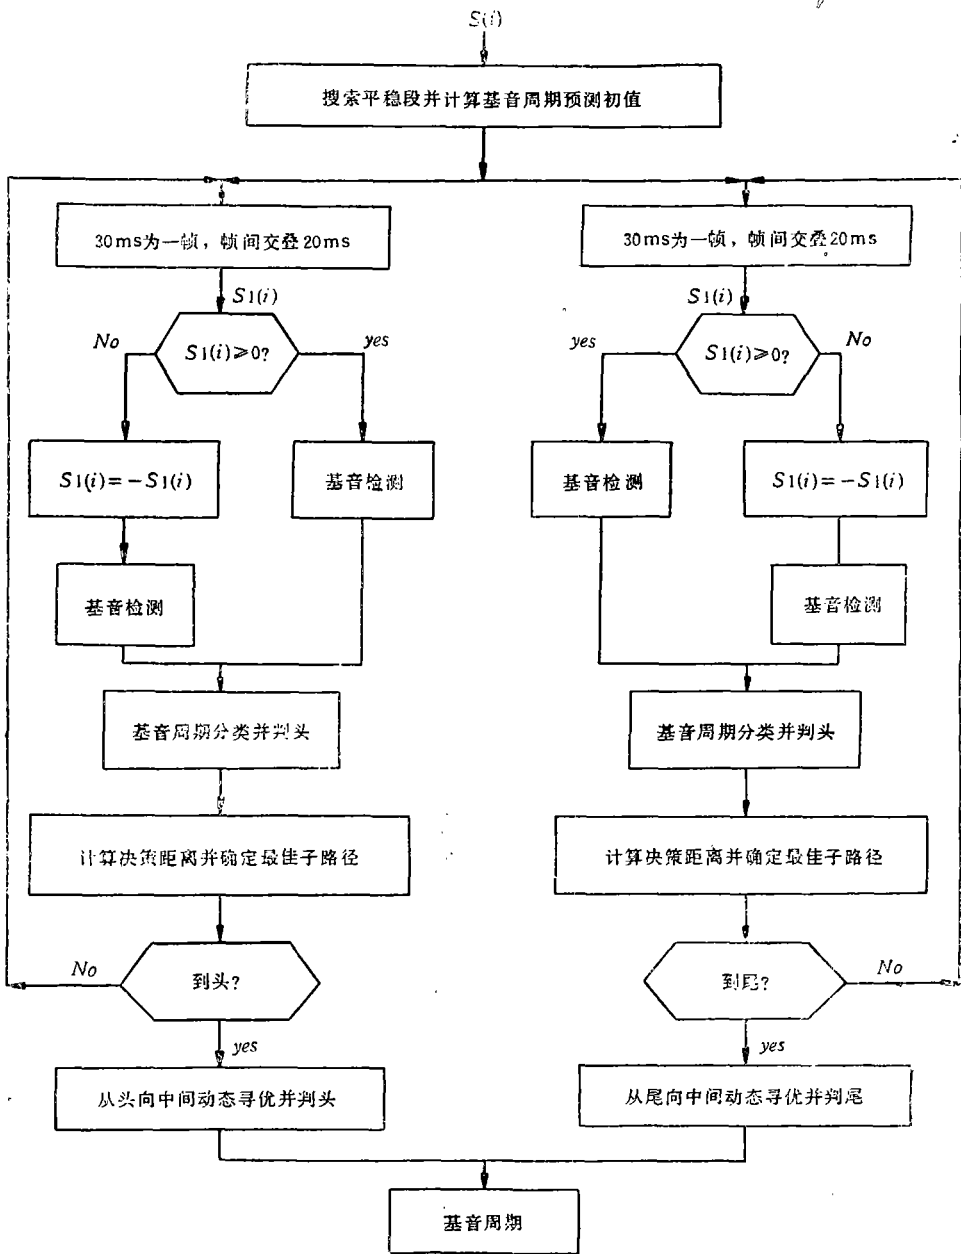 S(i)
搜索平稳段并计算基音周期预测初值
30ms为一帧，帧间交叠20ms
30ms为一帧，帧间交叠20ms
S1(i)
S1(i)
No
S1(i)≥0?
yes
yes
S1(i)≥0?
No
S1(i)=-S1(i)
基音检测
基音检测
S1(i)=-S1(i)
基音检测
基音检测
基音周期分类并判头
基音周期分类并判头
计算决策距离并确定最佳子路径
计算决策距离并确定最佳子路径
No
到头?
到尾?
No
yes
yes
从头向中间动态寻优并判头
从尾向中间动态寻优并判尾
基音周期